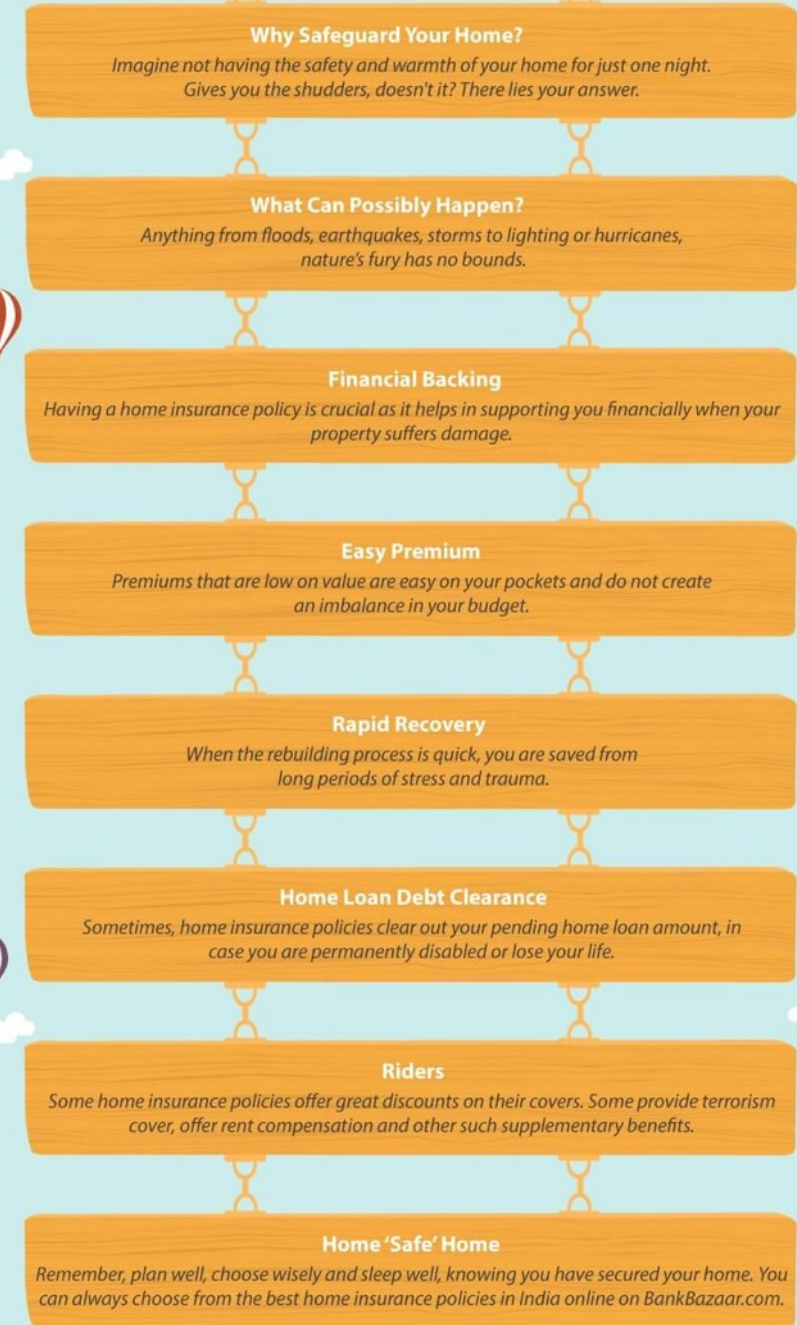 Why Safeguard Your Home?
Imagine not having the safety and warmth of your home for just one night.
Gives you the shudders, doesn't it? There lies your answer.
What Can Possibly Happen?
Anything from floods, earthquakes, storms to lighting or hurricanes,
nature's fury has no bounds.
Financial Backing
Having a home insurance policy is crucial as it helps in supporting you financially when your
property suffers damage.
Easy Premium
Premiums that are low on value are easy on your pockets and do not create
an imbalance in your budget.
Rapid Recovery
When the rebuilding process is quick, you are saved from
long periods of stress and trauma.
Home Loan Debt Clearance
Sometimes, home insurance policies clear out your pending home loan amount, in
case you are permanently disabled or lose your life.
Riders
Some home insurance policies offer great discounts on their covers. Some provide terrorism
cover, offer rent compensation and other such supplementary benefits.
Home ‘Safe’ Home
Remember, plan well, choose wisely and sleep well, knowing you have secured your home. You
can always choose from the best home insurance policies in India online on BankBazaar.com.